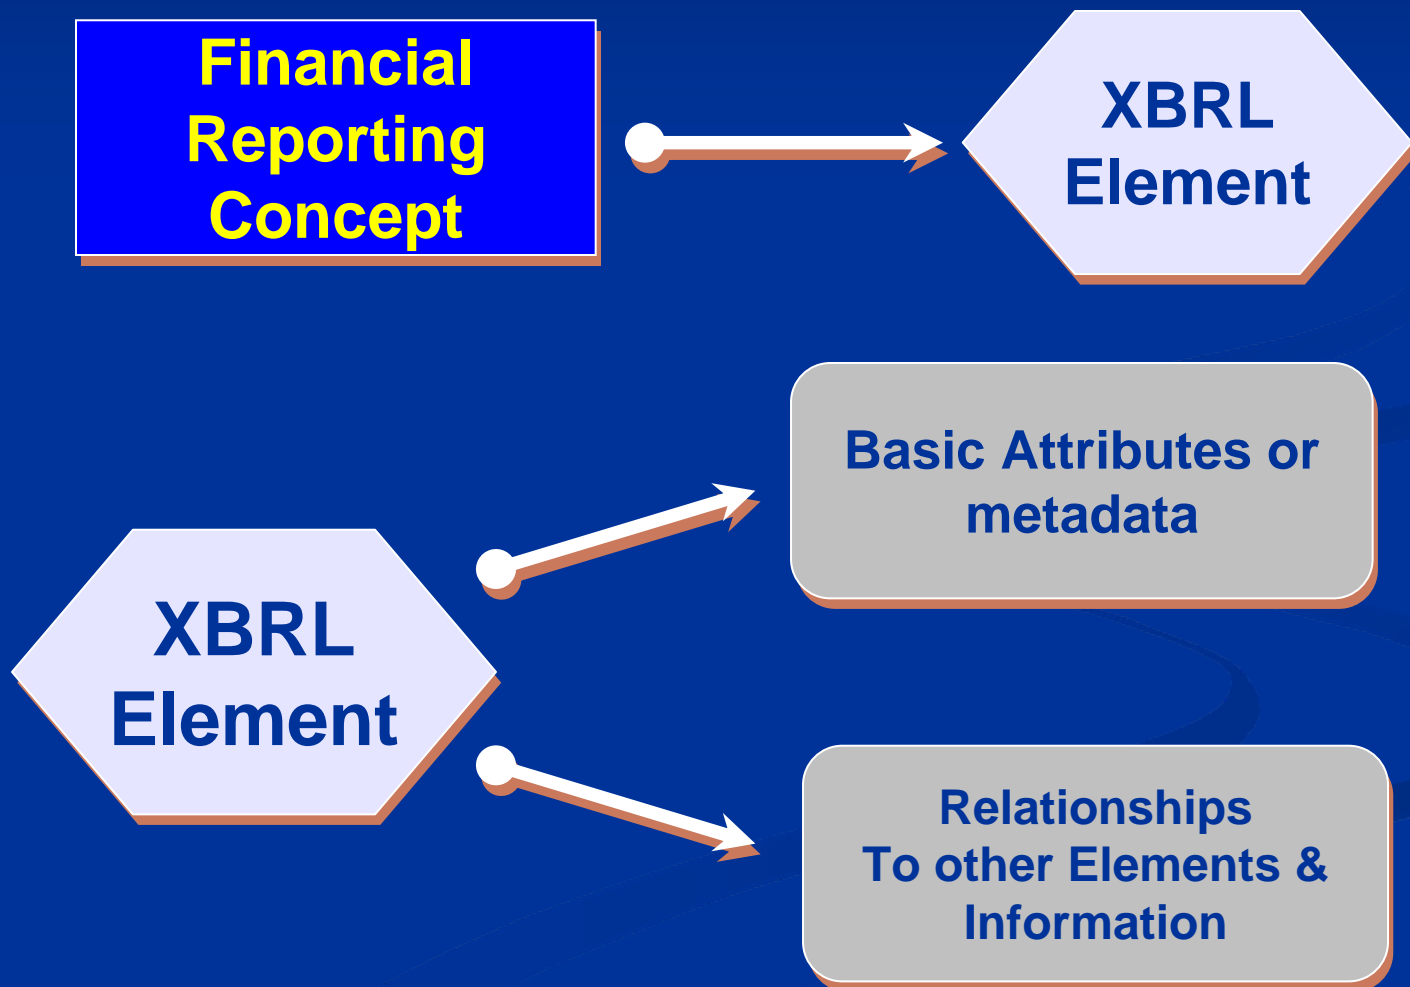 Financial
Reporting
Concept
XBRL
Element
Basic Attributes or
metadata
XBRL
Element
Relationships
To other Elements &
Information